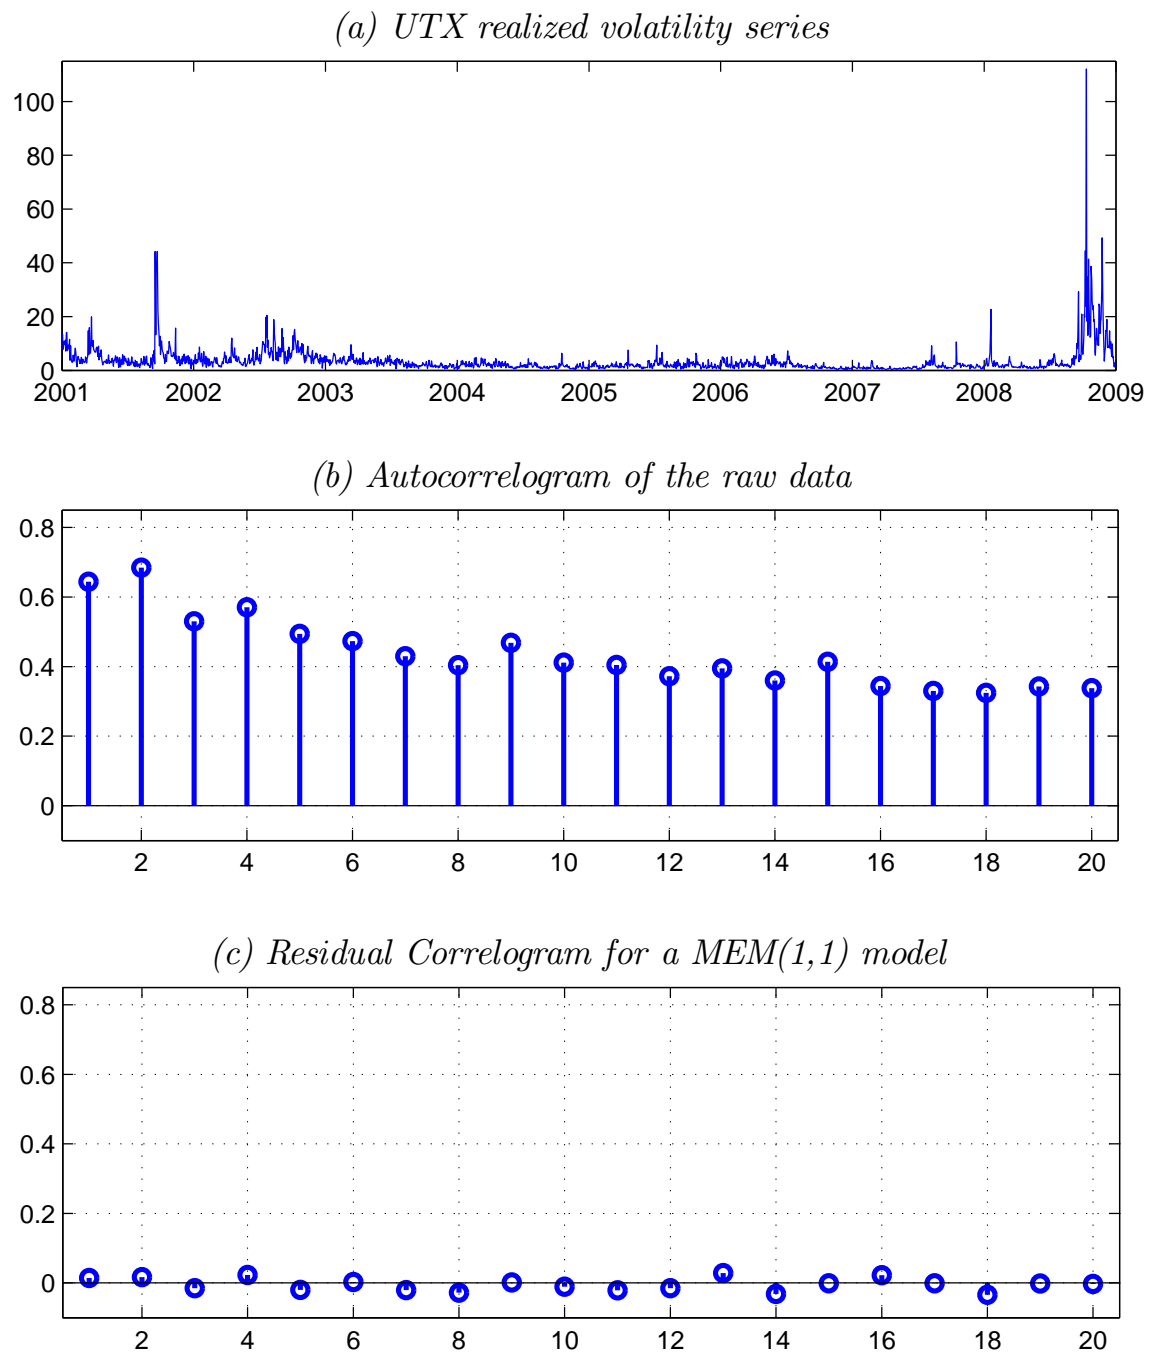 (a) UTX realized volatility series
100
80
60
40
20
0
2001 2002 2003 2004 2005 2006 2007 2008 2009
(b) Autocorrelogram of the raw data
0.8
0.6
0.4
0.2
0
2 4 6 8 10 12 14 16 18 20
(c) Residual Correlogram for a MEM(1,1) model
0.8
0.6
0.4
0.2
0
2 4 6 8 10 12 14 16 18 20